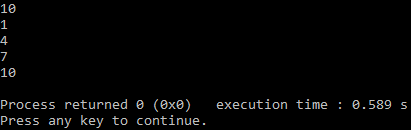 10
1
4
7
10
Process returned 0 (0x0)   execution time : 0.589 s
Press any key to continue.